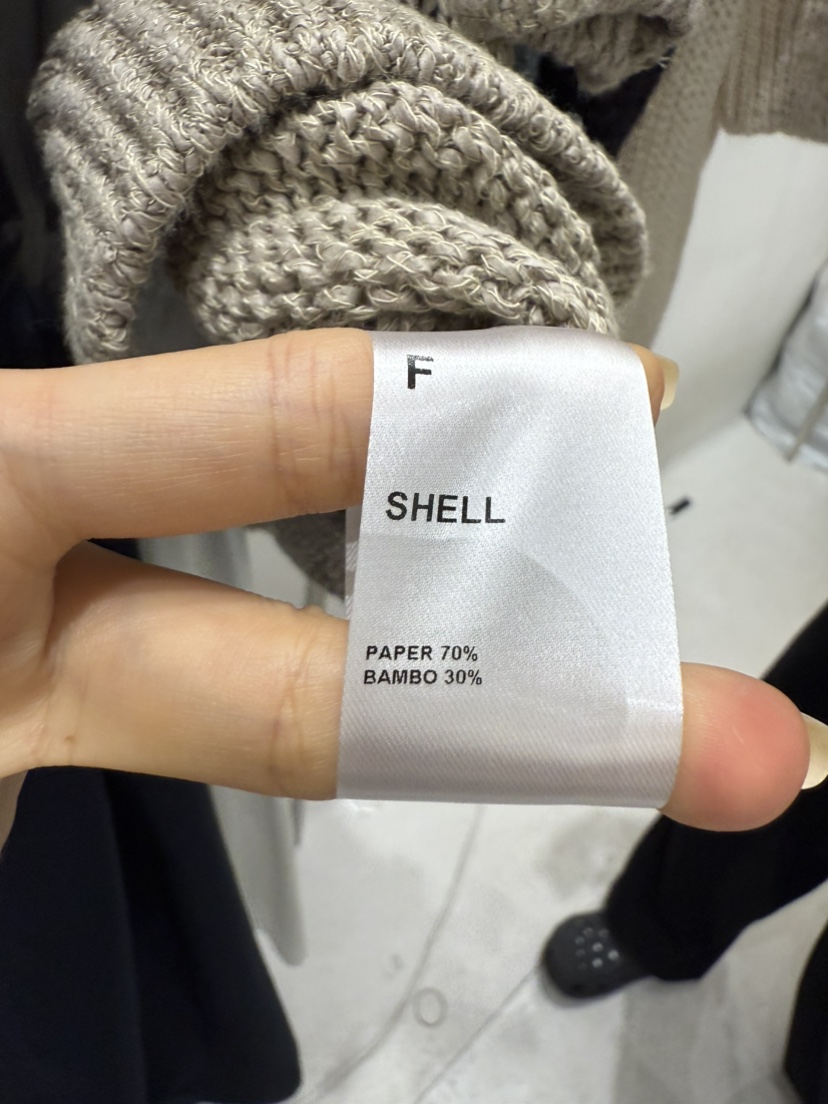 F
SHELL
PAPER 70%
BAMBO 30%